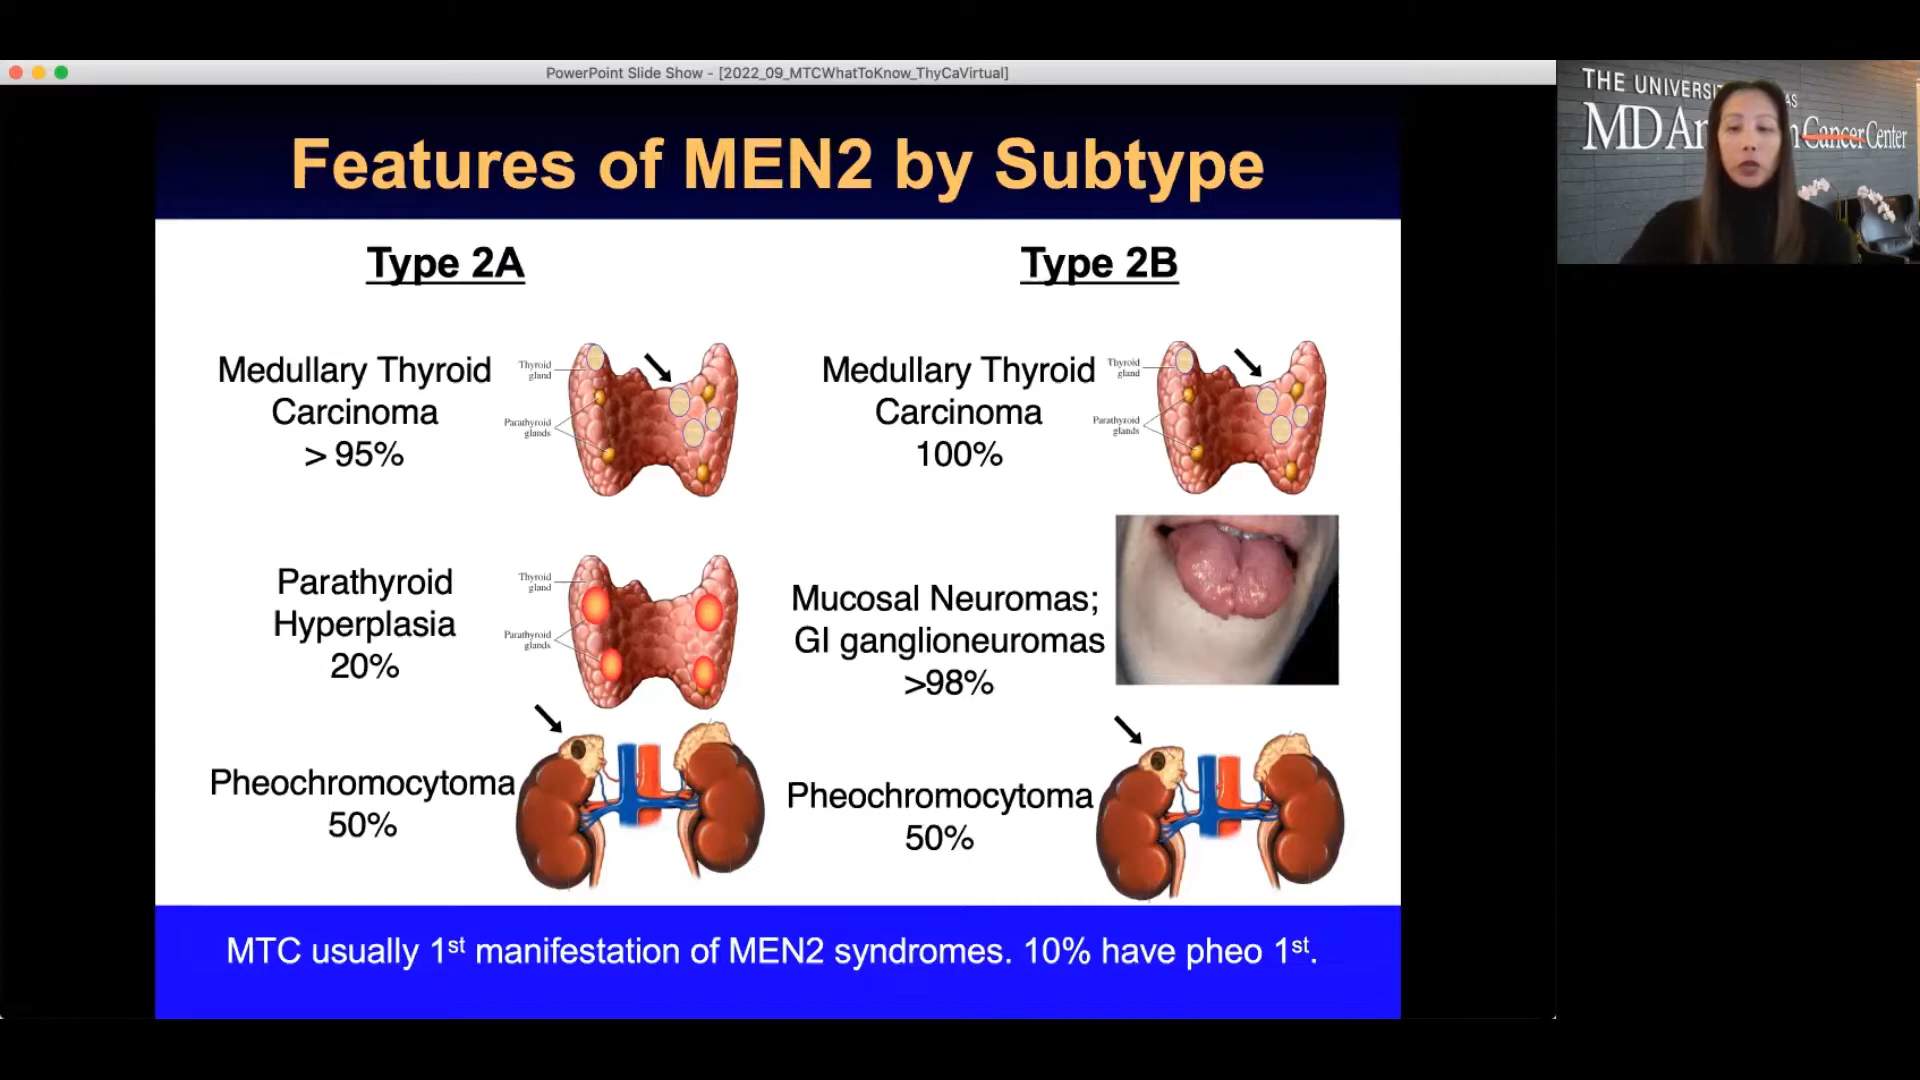 PowerPoint Slide Show - [2022_09_MTCWhatToKnow_ThyCaVirtual]
THE UNIVERSI AS
MD An n Cancer Center
Features of MEN2 by Subtype
Type 2A
Medullary Thyroid
Carcinoma
> 95%
Thyroid
gland
Parathyroid
glands
Parathyroid
Hyperplasia
20%
Thyroid
gland
Parathyroid
glands
Pheochromocytoma
50%
Type 2B
Medullary Thyroid
Carcinoma
100%
Thyroid
gland
Parathyroid
glands
Mucosal Neuromas;
GI ganglioneuromas
>98%
Pheochromocytoma
50%
MTC usually 1st manifestation of MEN2 syndromes. 10% have pheo 1st.